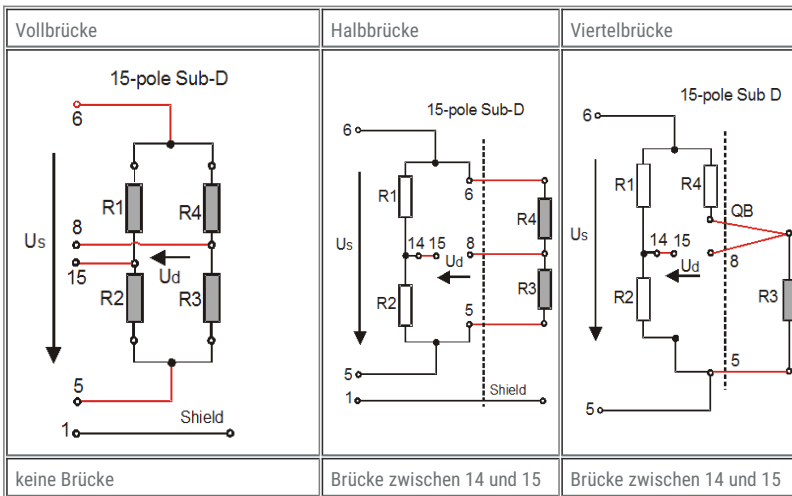 Vollbrücke
Halbbrücke
Viertelbrücke
15-pole Sub-D
6
R1
R4
Us
8
15
Ud
R2
R3
5
Shield
1
15-pole Sub-D
6
R1
6
R4
Us
14
15
8
Ud
R2
R3
5
5
1
Shield
15-pole Sub D
6
R1
R4
QB
Us
14
15
8
Ud
R2
R3
5
5
keine Brücke
Brücke zwischen 14 und 15
Brücke zwischen 14 und 15